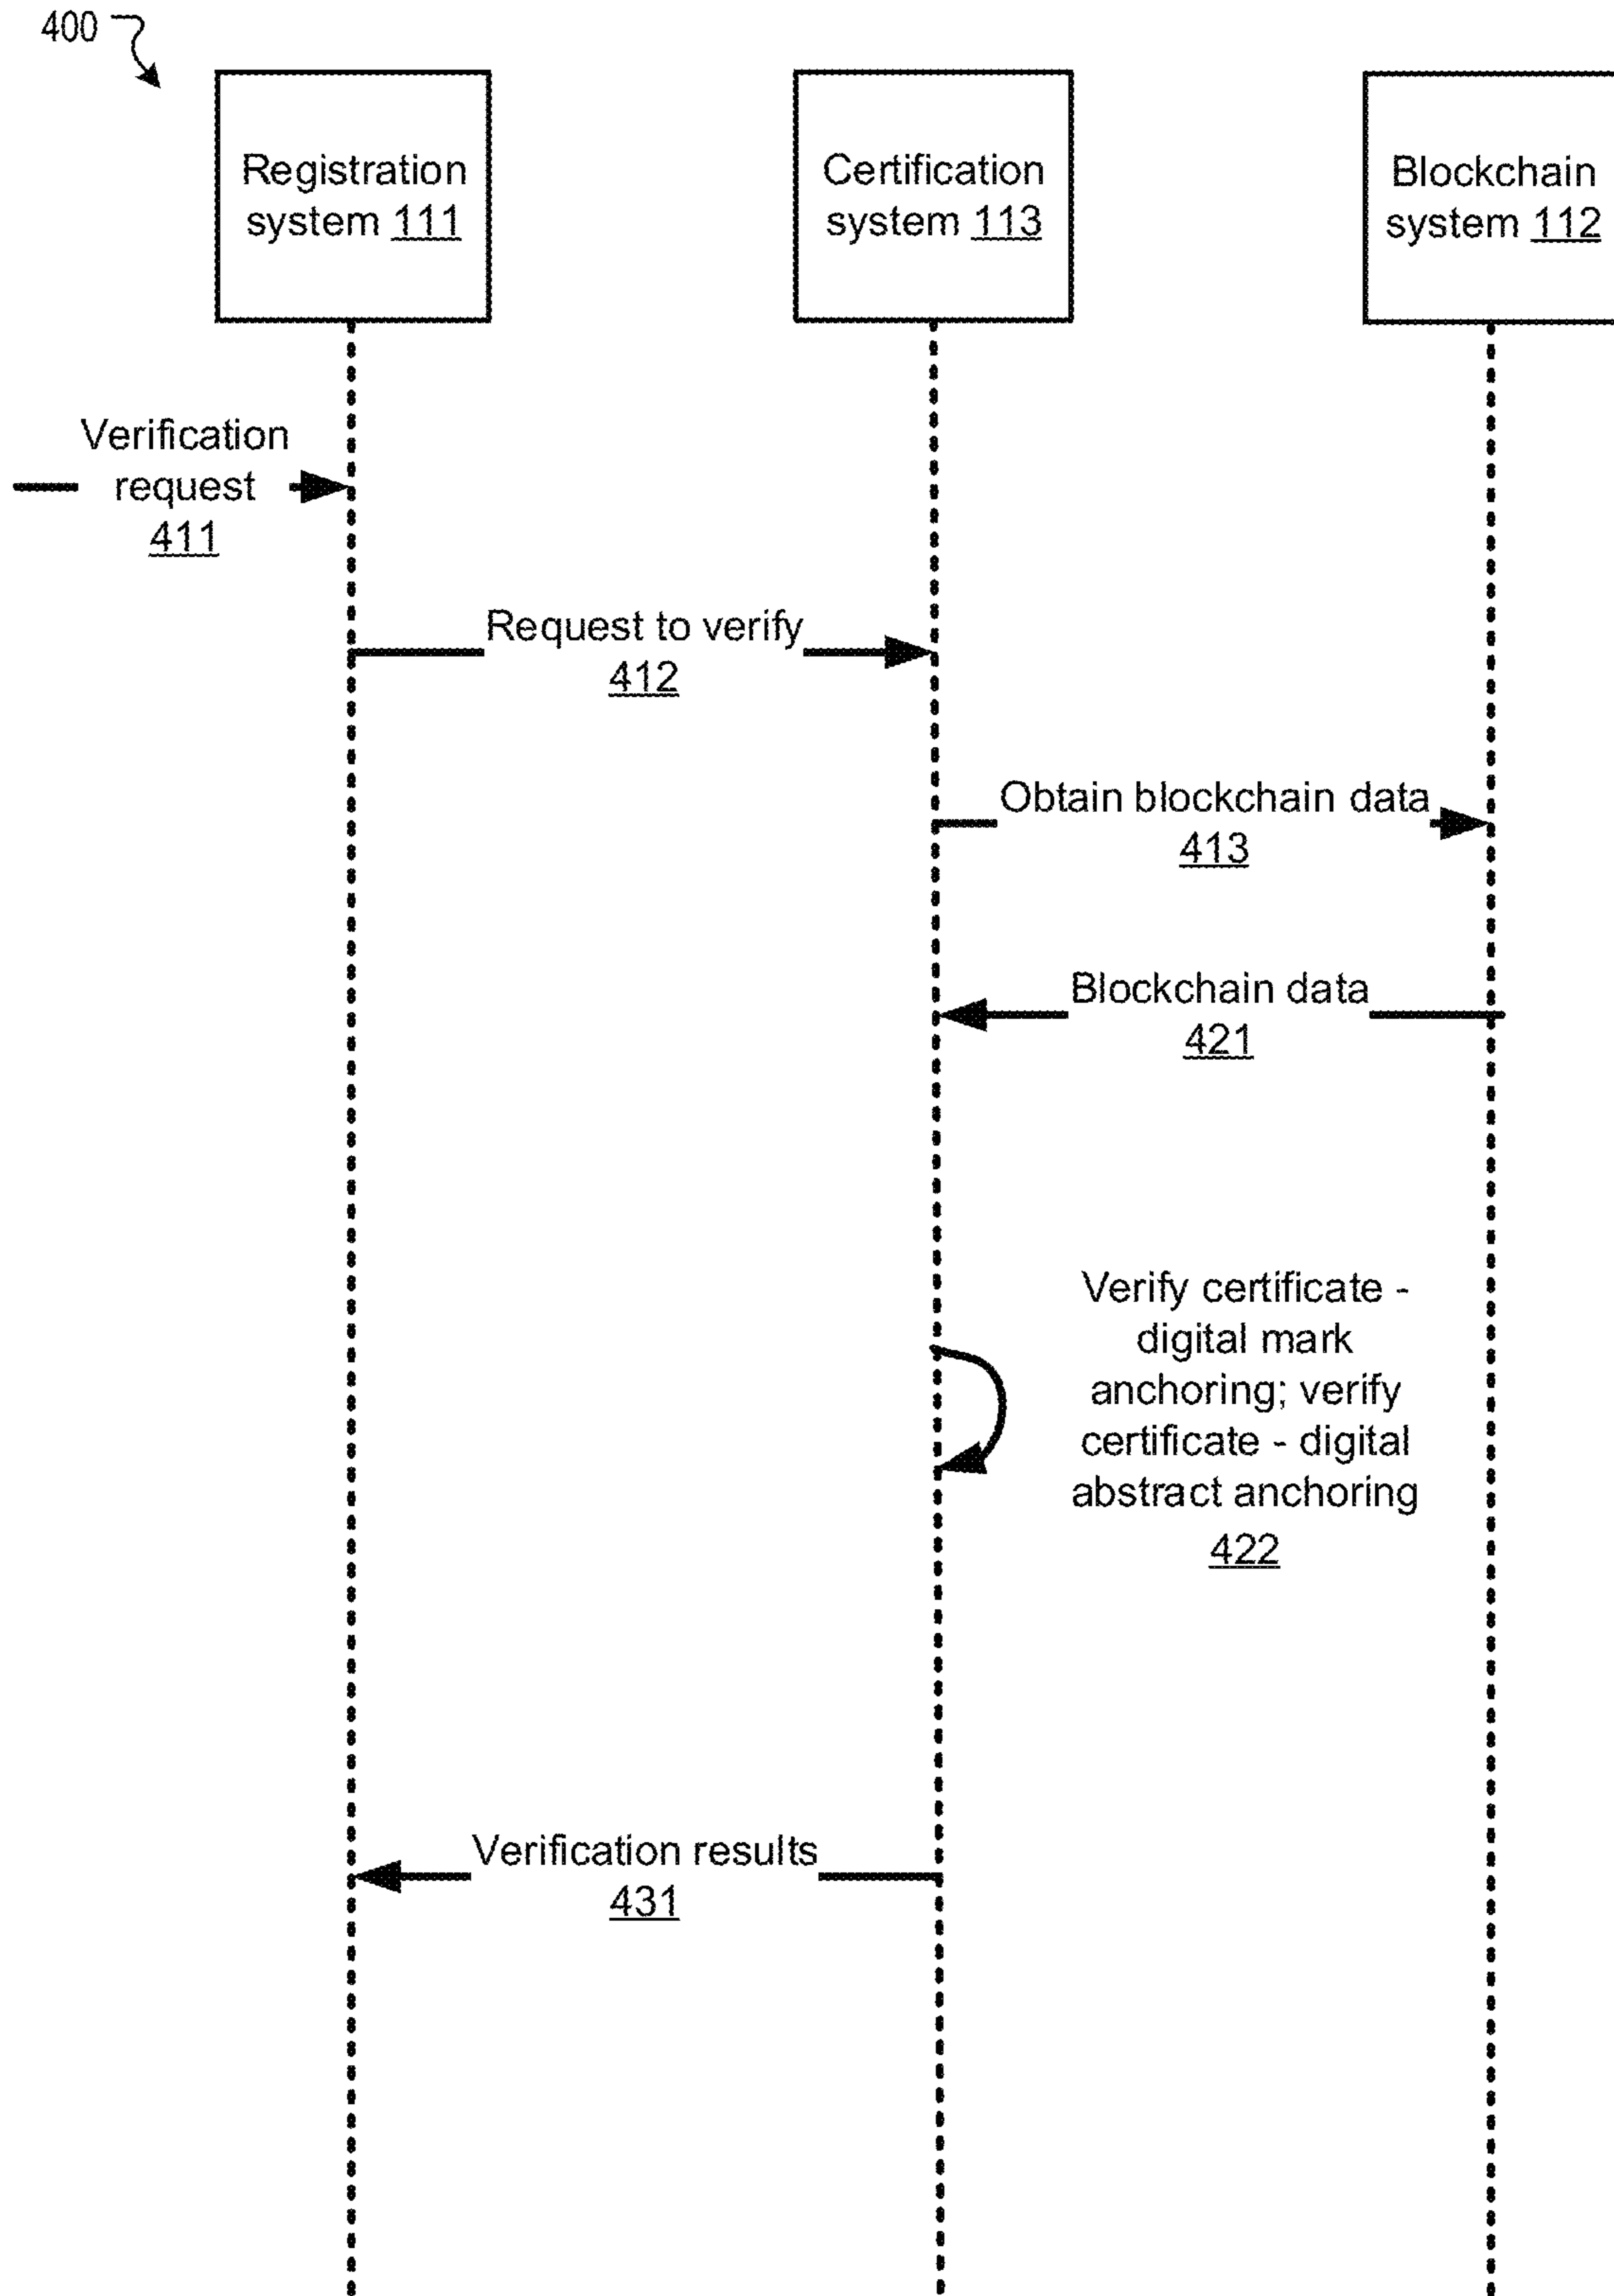 400
Registration
system 111
Certification
system 113
Blockchain
system 112
Verification
request
411
Request to verify
412
Obtain blockchain data
413
Blockchain data
421
Verify certificate -
digital mark
anchoring; verify
certificate - digital
abstract anchoring
422
Verification results
431